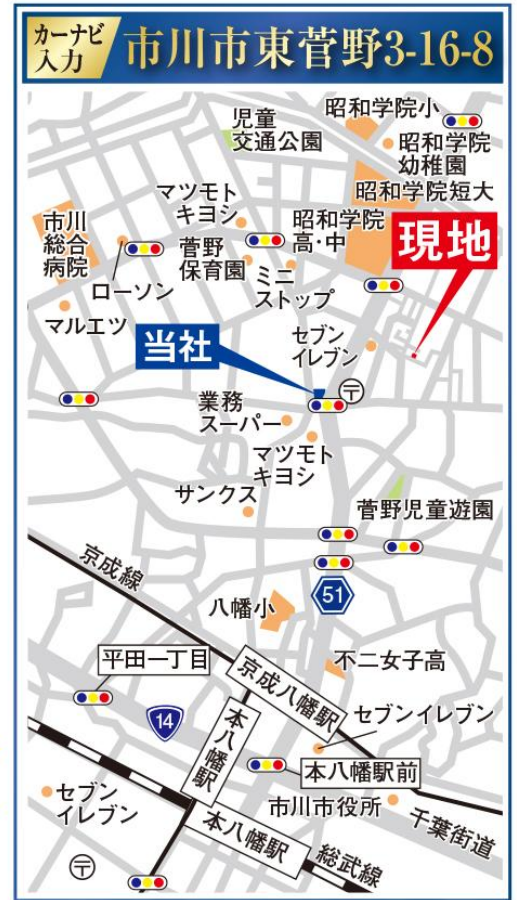 カーナビ
入力
市川市東菅野3-16-8
昭和学院小
児童
交通公園
昭和学院
幼稚園
昭和学院短大
マツモト
キヨシ
昭和学院
高・中
市川
総合
病院
菅野
保育園
現地
ローソン
ミニ
ストップ
マルエツ
セブン
イレブン
当社
〒
業務
スーパー
マツモト
キヨシ
サンクス
菅野児童遊園
京成線
51
八幡小
平田一丁目
不二女子高
京成八幡駅
14
本八幡駅
セブンイレブン
本八幡駅前
セブン
イレブン
市川市役所
千葉街道
本八幡駅
総武線
〒